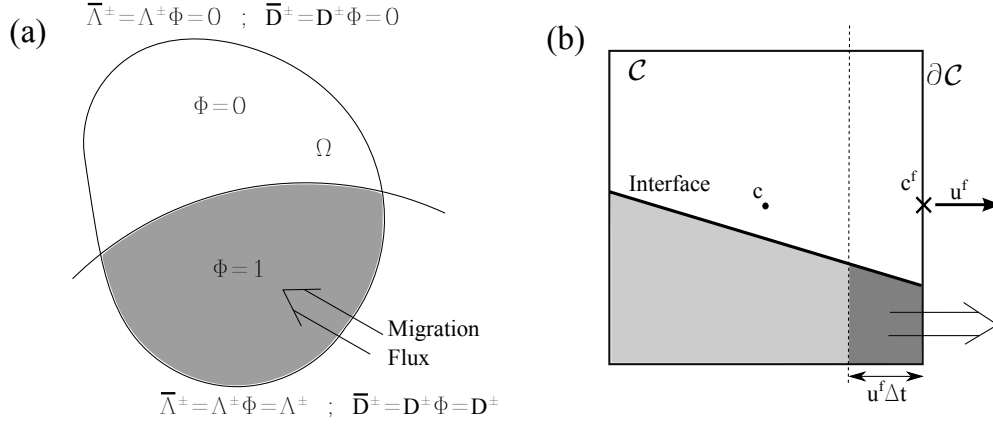 (a)
Λ̅^±=Λ^±Φ=0 ; D̅^±=D^±Φ=0
Φ=0
Ω
Φ=1
Migration
Flux
Λ̅^±=Λ^±Φ=Λ^± ; D̅^±=D^±Φ=D^±
(b)
𝒞
∂𝒞
Interface
c
c^f
u^f
u^fΔt